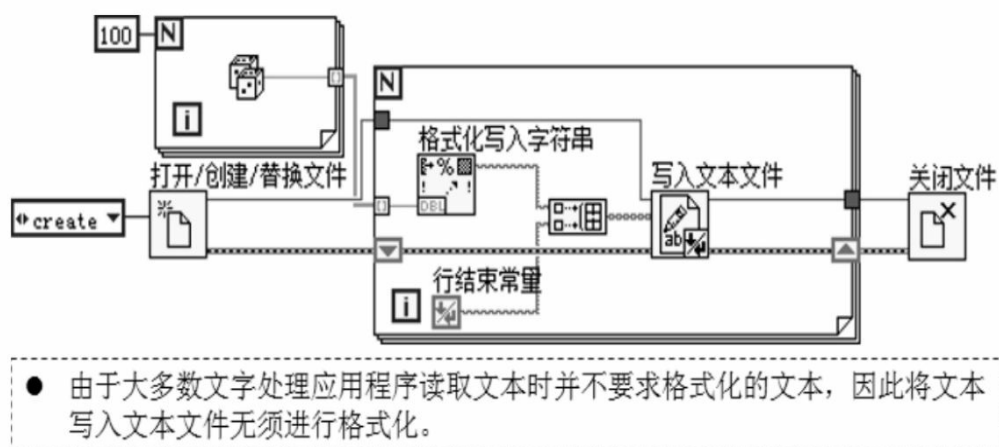 100
N
i
打开/创建/替换文件
create
N
格式化写入字符串
%
DBL
写入文本文件
ab
关闭文件
行结束常量
i
● 由于大多数文字处理应用程序读取文本时并不要求格式化的文本，因此将文本
写入文本文件无须进行格式化。